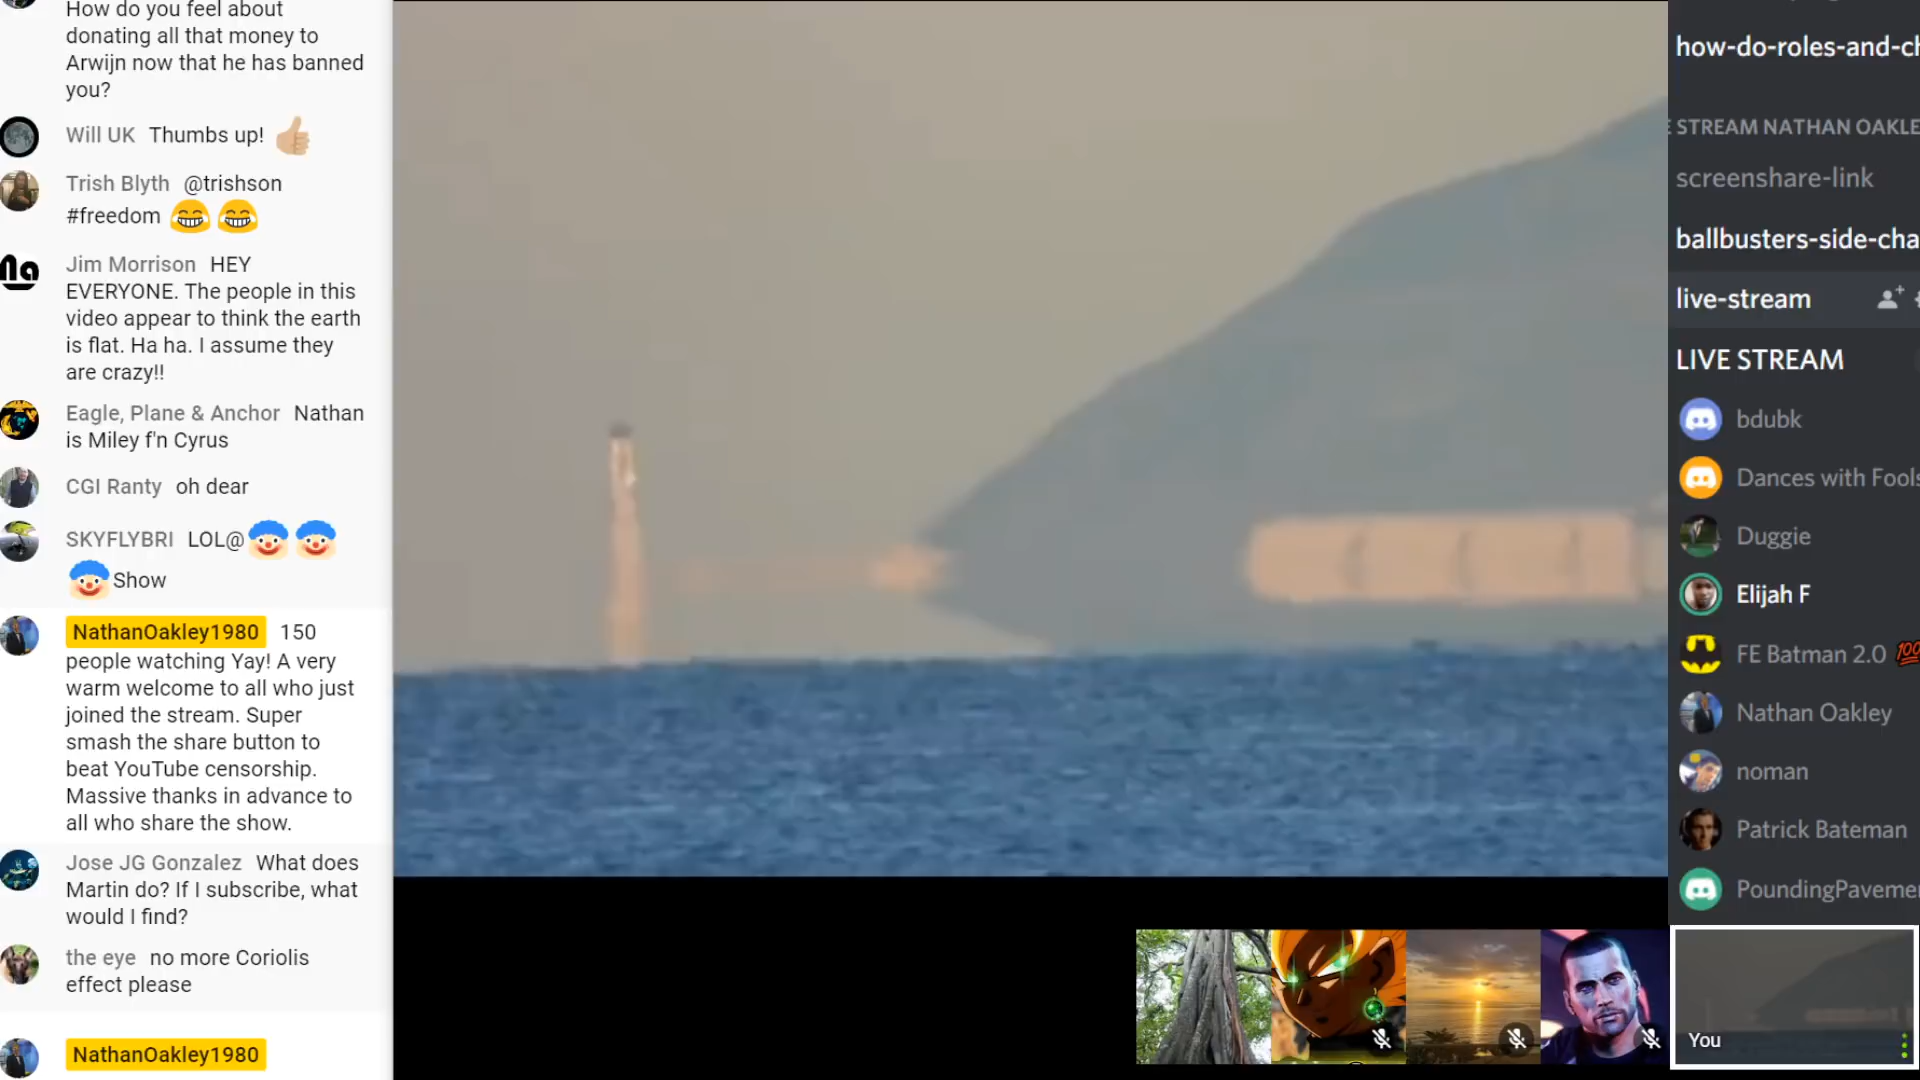 How do you feel about
donating all that money to
Arwijn now that he has banned
you?
Will UK Thumbs up!
Trish Blyth @trishson
#freedom
Jim Morrison HEY
EVERYONE. The people in this
video appear to think the earth
is flat. Ha ha. I assume they
are crazy!!
Eagle, Plane & Anchor Nathan
is Miley f'n Cyrus
CGI Ranty oh dear
SKYFLYBRI LOL@
Show
NathanOakley1980 150
people watching Yay! A very
warm welcome to all who just
joined the stream. Super
smash the share button to
beat YouTube censorship.
Massive thanks in advance to
all who share the show.
Jose JG Gonzalez What does
Martin do? If I subscribe, what
would I find?
the eye no more Coriolis
effect please
NathanOakley1980
how-do-roles-and-ch
E STREAM NATHAN OAKLE
screenshare-link
ballbusters-side-cha
live-stream
LIVE STREAM
bdubk
Dances with Fools
Duggie
Elijah F
FE Batman 2.0 100
Nathan Oakley
noman
Patrick Bateman
PoundingPaveme
You